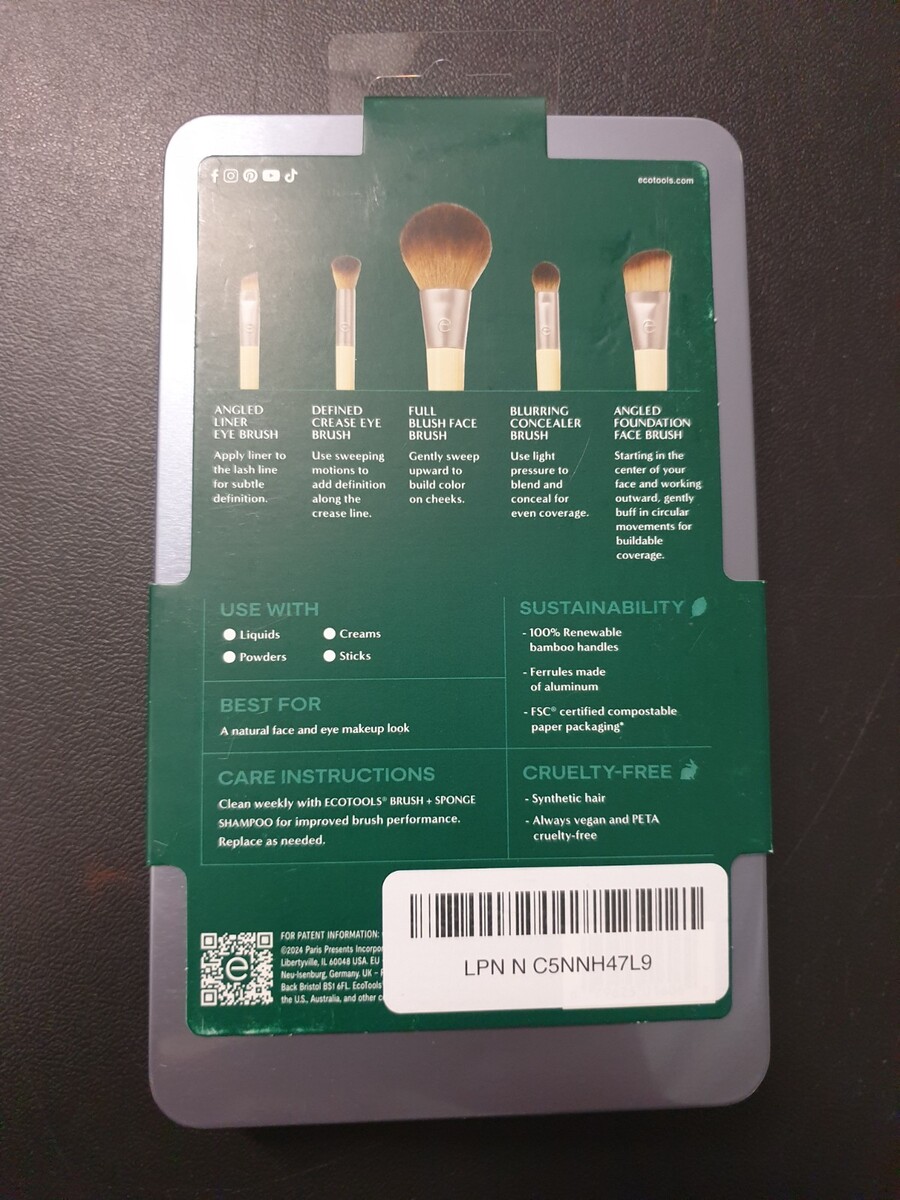 ecotools.com
ANGLED
LINER
EYE BRUSH
Apply liner to
the lash line
for subtle
definition.
DEFINED
CREASE EYE
BRUSH
Use sweeping
motions to
add definition
along the
crease line.
FULL
BLUSH FACE
BRUSH
Gently sweep
upward to
build color
on cheeks.
BLURRING
CONCEALER
BRUSH
Use light
pressure to
blend and
conceal for
even coverage.
ANGLED
FOUNDATION
FACE BRUSH
Starting in the
center of your
face and working
outward, gently
buff in circular
movements for
buildable
coverage.
USE WITH
Liquids
Creams
Powders
Sticks
BEST FOR
A natural face and eye makeup look
CARE INSTRUCTIONS
Clean weekly with ECOTOOLS® BRUSH + SPONGE
SHAMPOO for improved brush performance.
Replace as needed.
SUSTAINABILITY
- 100% Renewable
bamboo handles
- Ferrules made
of aluminum
- FSC® certified compostable
paper packaging*
CRUELTY-FREE
- Synthetic hair
- Always vegan and PETA
cruelty-free
FOR PATENT INFORMATION:
©2024 Paris Presents Incorpor
Libertyville, IL 60048 USA. EU
Neu-Isenburg, Germany. UK –
Back Bristol BS1 6FL. EcoTools
the U.S., Australia, and other
LPN N C5NNH47L9